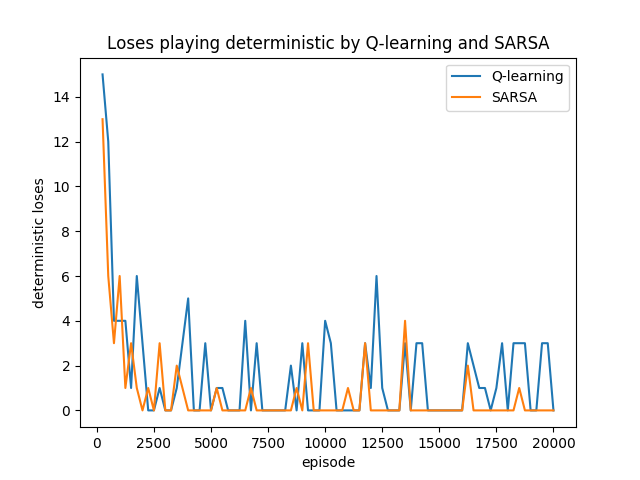 Loses playing deterministic by Q-learning and SARSA
Q-learning
SARSA
14
12
10
8
6
4
2
0
deterministic loses
0 2500 5000 7500 10000 12500 15000 17500 20000
episode